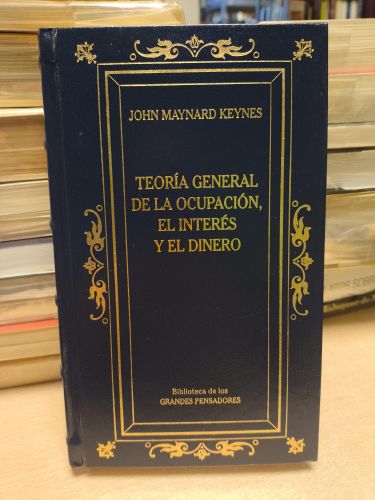 JOHN MAYNARD KEYNES
TEORÍA GENERAL
DE LA OCUPACIÓN,
EL INTERÉS
Y EL DINERO
Biblioteca de los
GRANDES PENSADORES